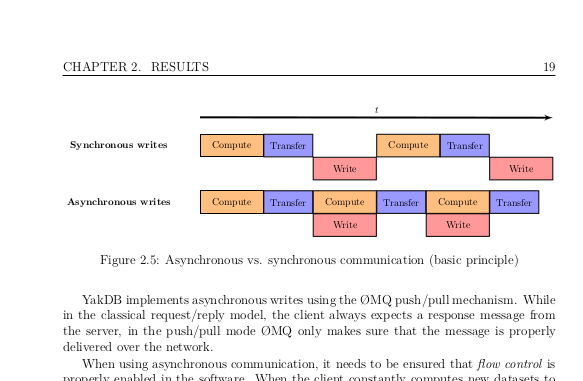 CHAPTER 2. RESULTS 19
t
Synchronous writes Compute Transfer Compute Transfer
Write Write
Asynchronous writes Compute Transfer Compute Transfer Compute Transfer
Write Write
Figure 2.5: Asynchronous vs. synchronous communication (basic principle)
YakDB implements asynchronous writes using the ØMQ push/pull mechanism. While
in the classical request/reply model, the client always expects a response message from
the server, in the push/pull mode ØMQ only makes sure that the message is properly
delivered over the network.
When using asynchronous communication, it needs to be ensured that flow control is
properly enabled in the software. When the client constantly computes new datasets to